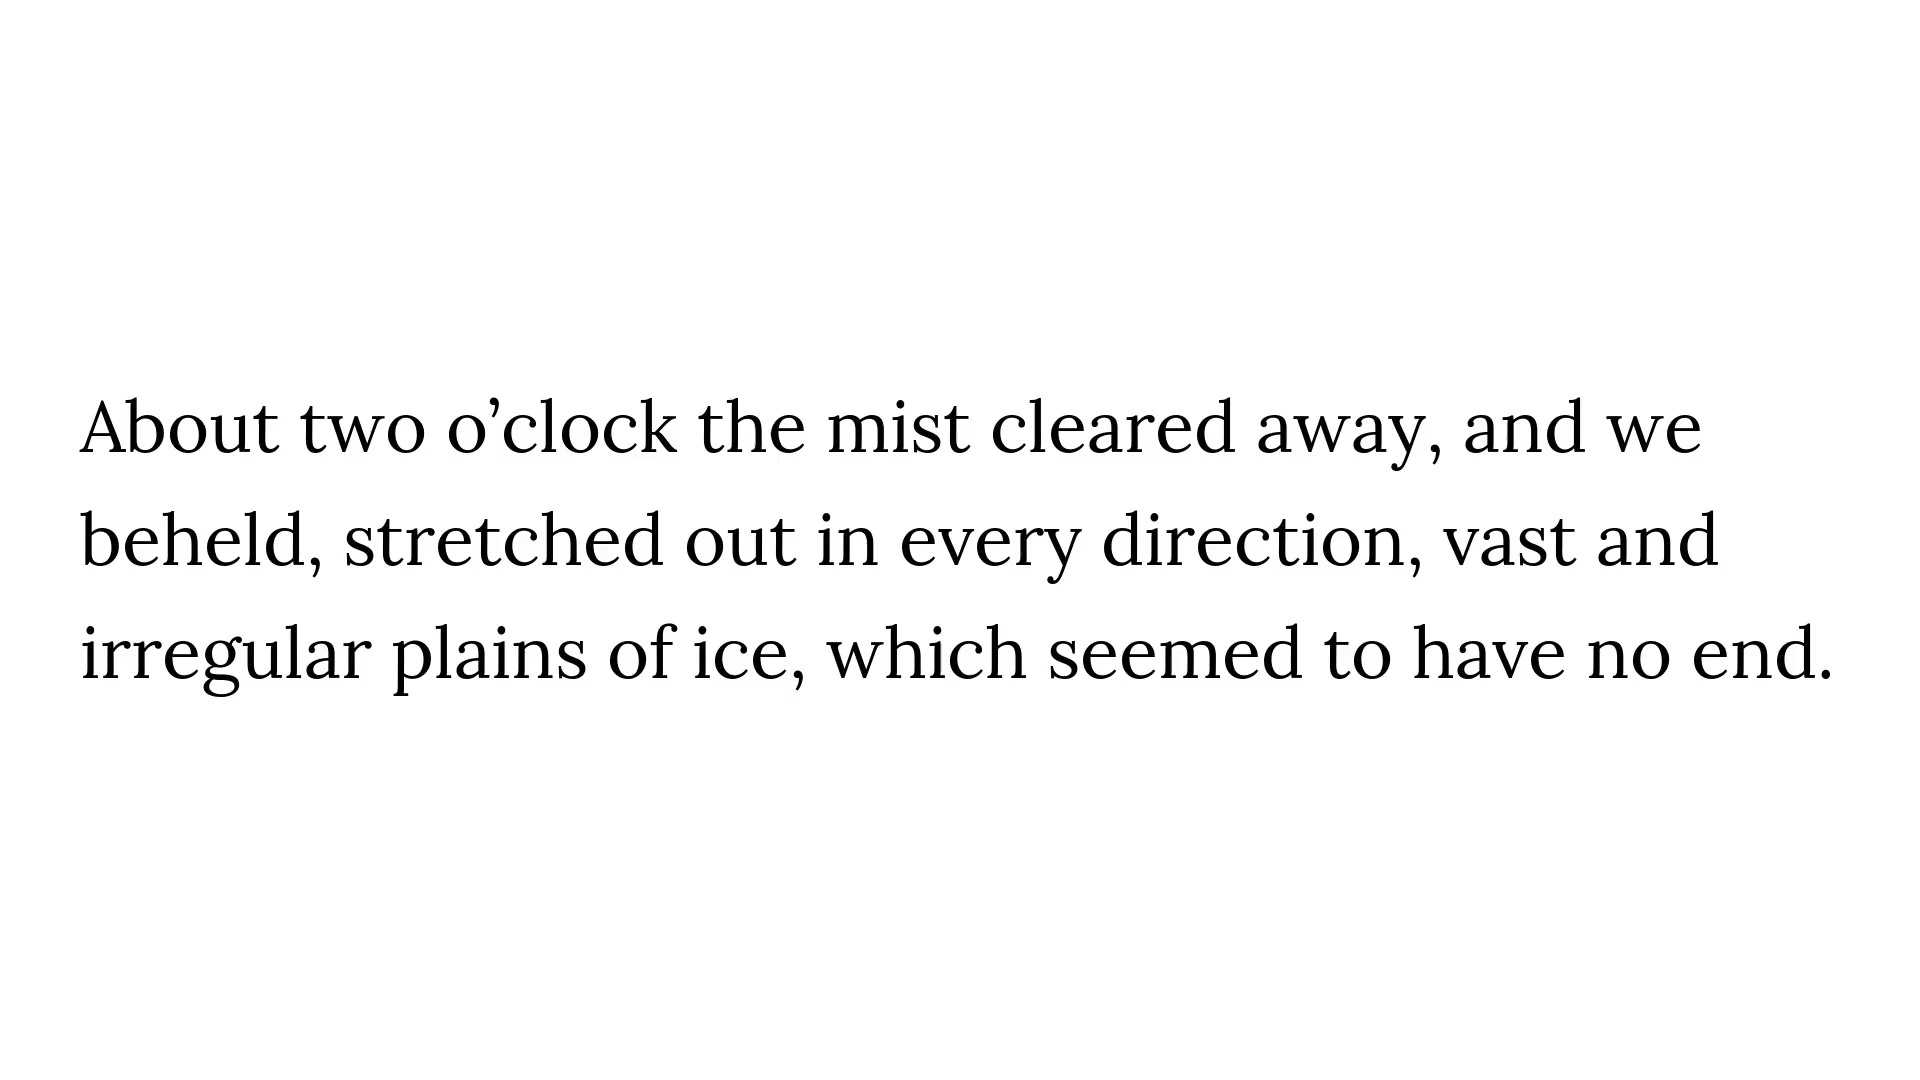 About two o’clock the mist cleared away, and we
beheld, stretched out in every direction, vast and
irregular plains of ice, which seemed to have no end.